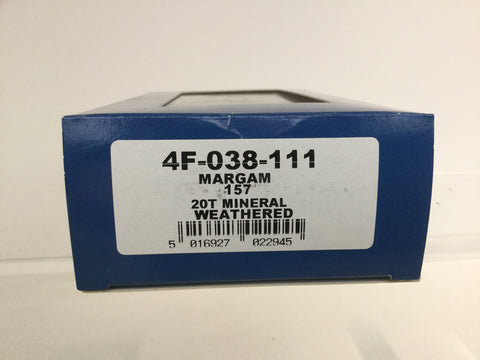 4F-038-111
MARGAM
157
20T MINERAL
WEATHERED
5 016927 022945